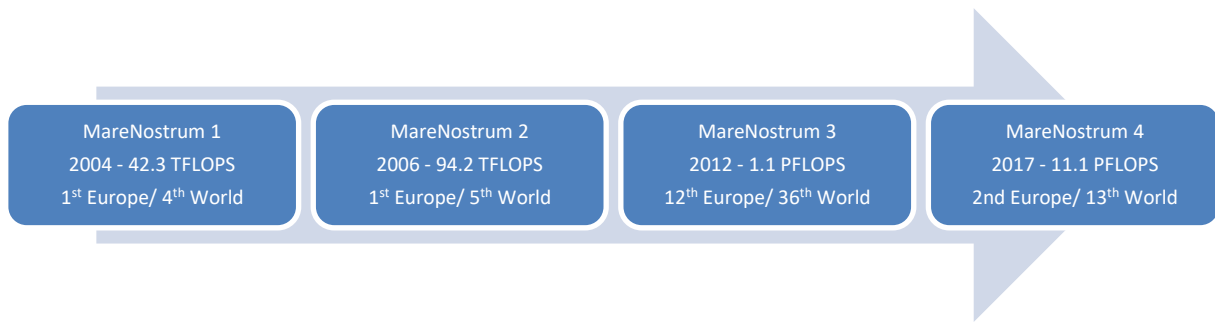 MareNostrum 1
2004 - 42.3 TFLOPS
1st Europe/ 4th World
MareNostrum 2
2006 - 94.2 TFLOPS
1st Europe/ 5th World
MareNostrum 3
2012 - 1.1 PFLOPS
12th Europe/ 36th World
MareNostrum 4
2017 - 11.1 PFLOPS
2nd Europe/ 13th World